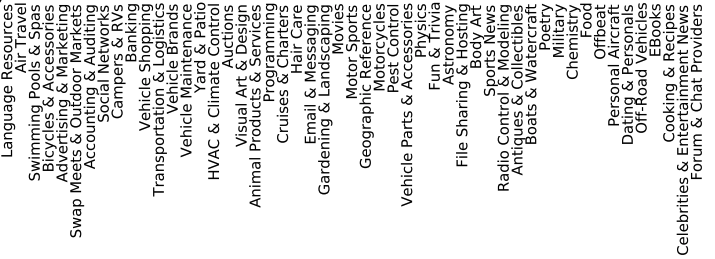 Language Resources
Air Travel
Swimming Pools & Spas
Bicycles & Accessories
Advertising & Marketing
Swap Meets & Outdoor Markets
Accounting & Auditing
Social Networks
Campers & RVs
Banking
Vehicle Shopping
Transportation & Logistics
Vehicle Brands
Vehicle Maintenance
Yard & Patio
HVAC & Climate Control
Auctions
Visual Art & Design
Animal Products & Services
Programming
Cruises & Charters
Hair Care
Email & Messaging
Gardening & Landscaping
Movies
Motor Sports
Geographic Reference
Motorcycles
Pest Control
Vehicle Parts & Accessories
Physics
Fun & Trivia
Astronomy
File Sharing & Hosting
Body Art
Sports News
Radio Control & Modeling
Antiques & Collectibles
Boats & Watercraft
Poetry
Military
Chemistry
Food
Offbeat
Personal Aircraft
Dating & Personals
Off-Road Vehicles
EBooks
Cooking & Recipes
Celebrities & Entertainment News
Forum & Chat Providers